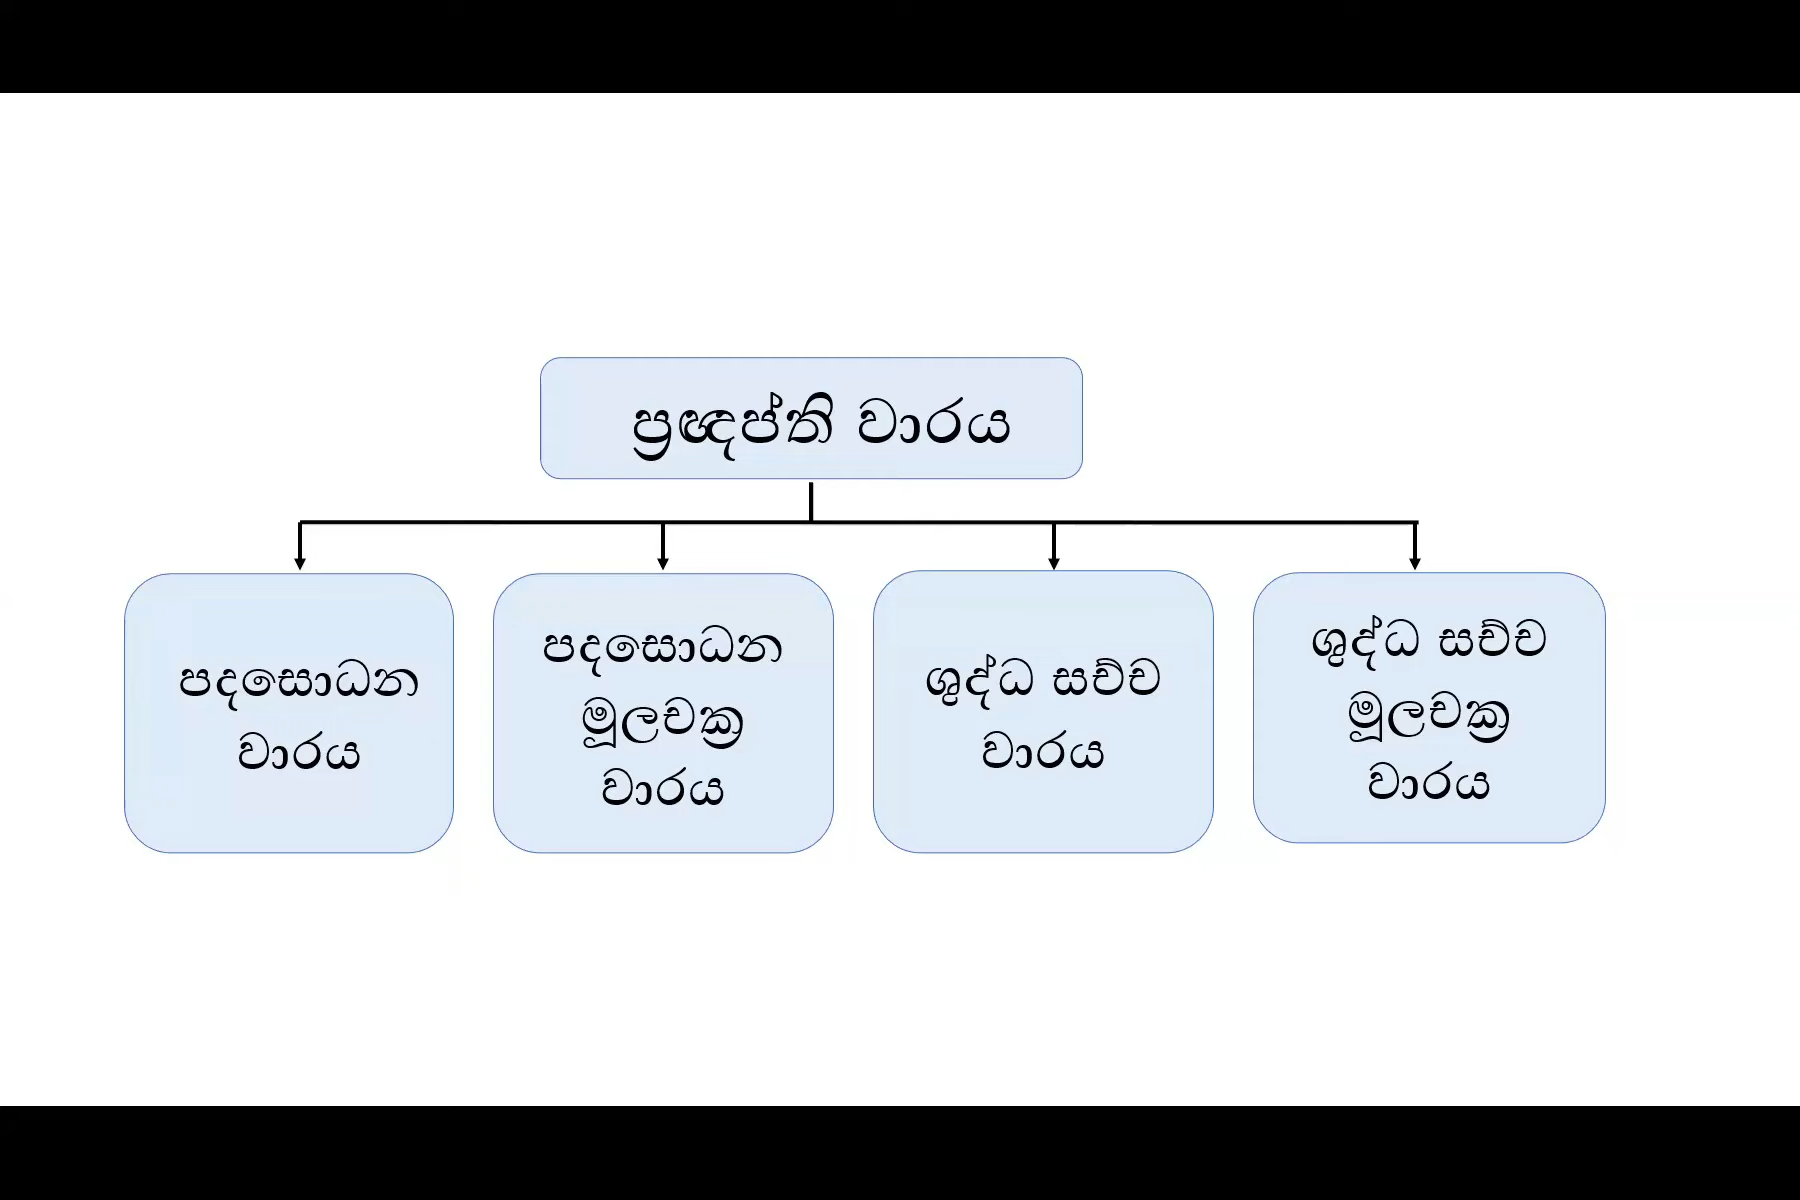 ප්‍රඥප්ති වාරය
පදසොධන
වාරය
පදසොධන
මූලචක්‍ර
වාරය
ශුද්ධ සච්ච
වාරය
ශුද්ධ සච්ච
මූලචක්‍ර
වාරය